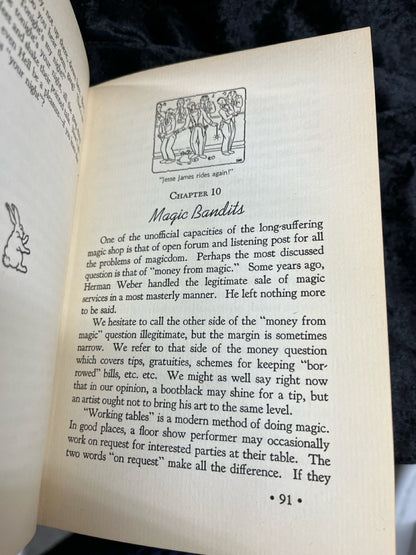 "Jesse James rides again!"
CHAPTER 10
Magic Bandits
One of the unofficial capacities of the long-suffering
magic shop is that of open forum and listening post for all
the problems of magicdom. Perhaps the most discussed
question is that of "money from magic." Some years ago,
Herman Weber handled the legitimate sale of magic
services in a most masterly manner. He left nothing more
to be said.
We hesitate to call the other side of the "money from
magic" question illegitimate, but the margin is sometimes
narrow. We refer to that side of the money question
which covers tips, gratuities, schemes for keeping "bor-
rowed" bills, etc. etc. We might as well say right now
that in our opinion, a bootblack may shine for a tip, but
an artist ought not to bring his art to the same level.
"Working tables" is a modern method of doing magic.
In good places, a floor show performer may occasionally
work on request for interested parties at their table. The
two words "on request" make all the difference. If they
• 91 •